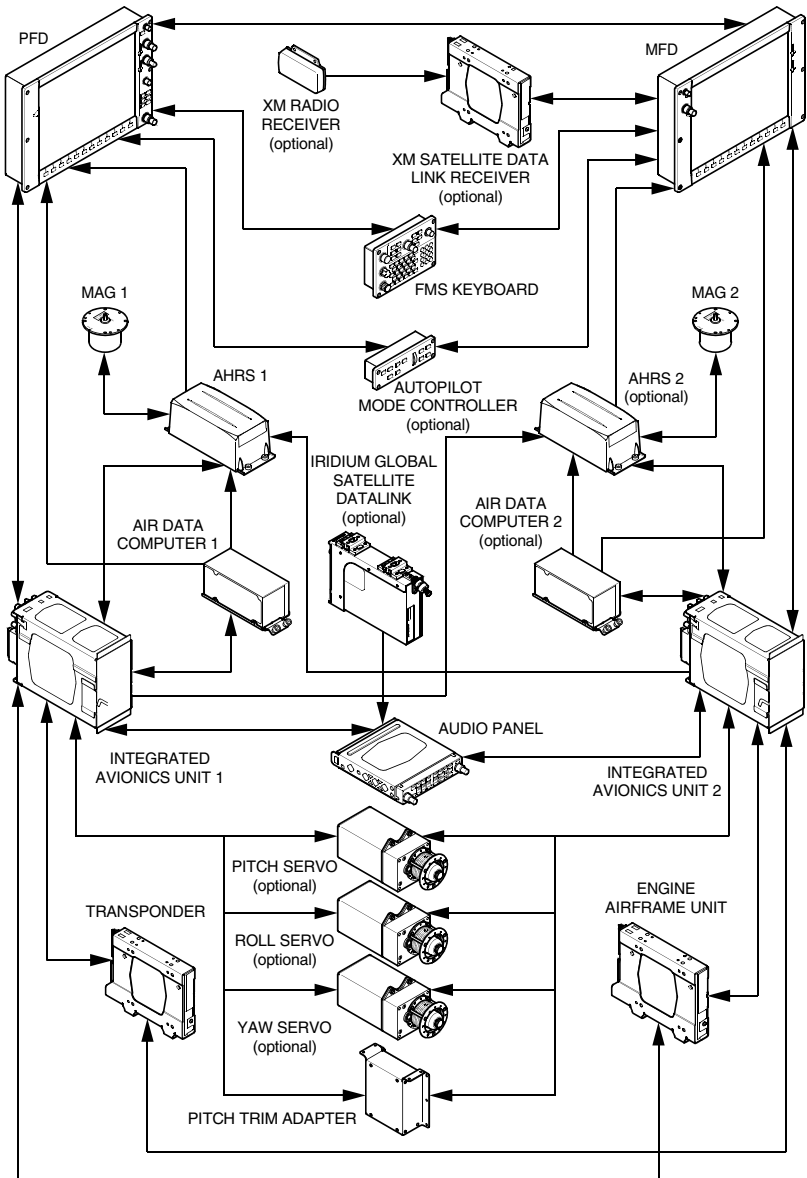 PFD
MFD
XM RADIO
RECEIVER
(optional)
XM SATELLITE DATA
LINK RECEIVER
(optional)
FMS KEYBOARD
MAG 1
MAG 2
AHRS 1
AUTOPILOT
MODE CONTROLLER
(optional)
AHRS 2
(optional)
IRIDIUM GLOBAL
SATELLITE
DATALINK
(optional)
AIR DATA
COMPUTER 1
AIR DATA
COMPUTER 2
(optional)
AUDIO PANEL
INTEGRATED
AVIONICS UNIT 1
INTEGRATED
AVIONICS UNIT 2
PITCH SERVO
(optional)
TRANSPONDER
ENGINE
AIRFRAME UNIT
ROLL SERVO
(optional)
YAW SERVO
(optional)
PITCH TRIM ADAPTER